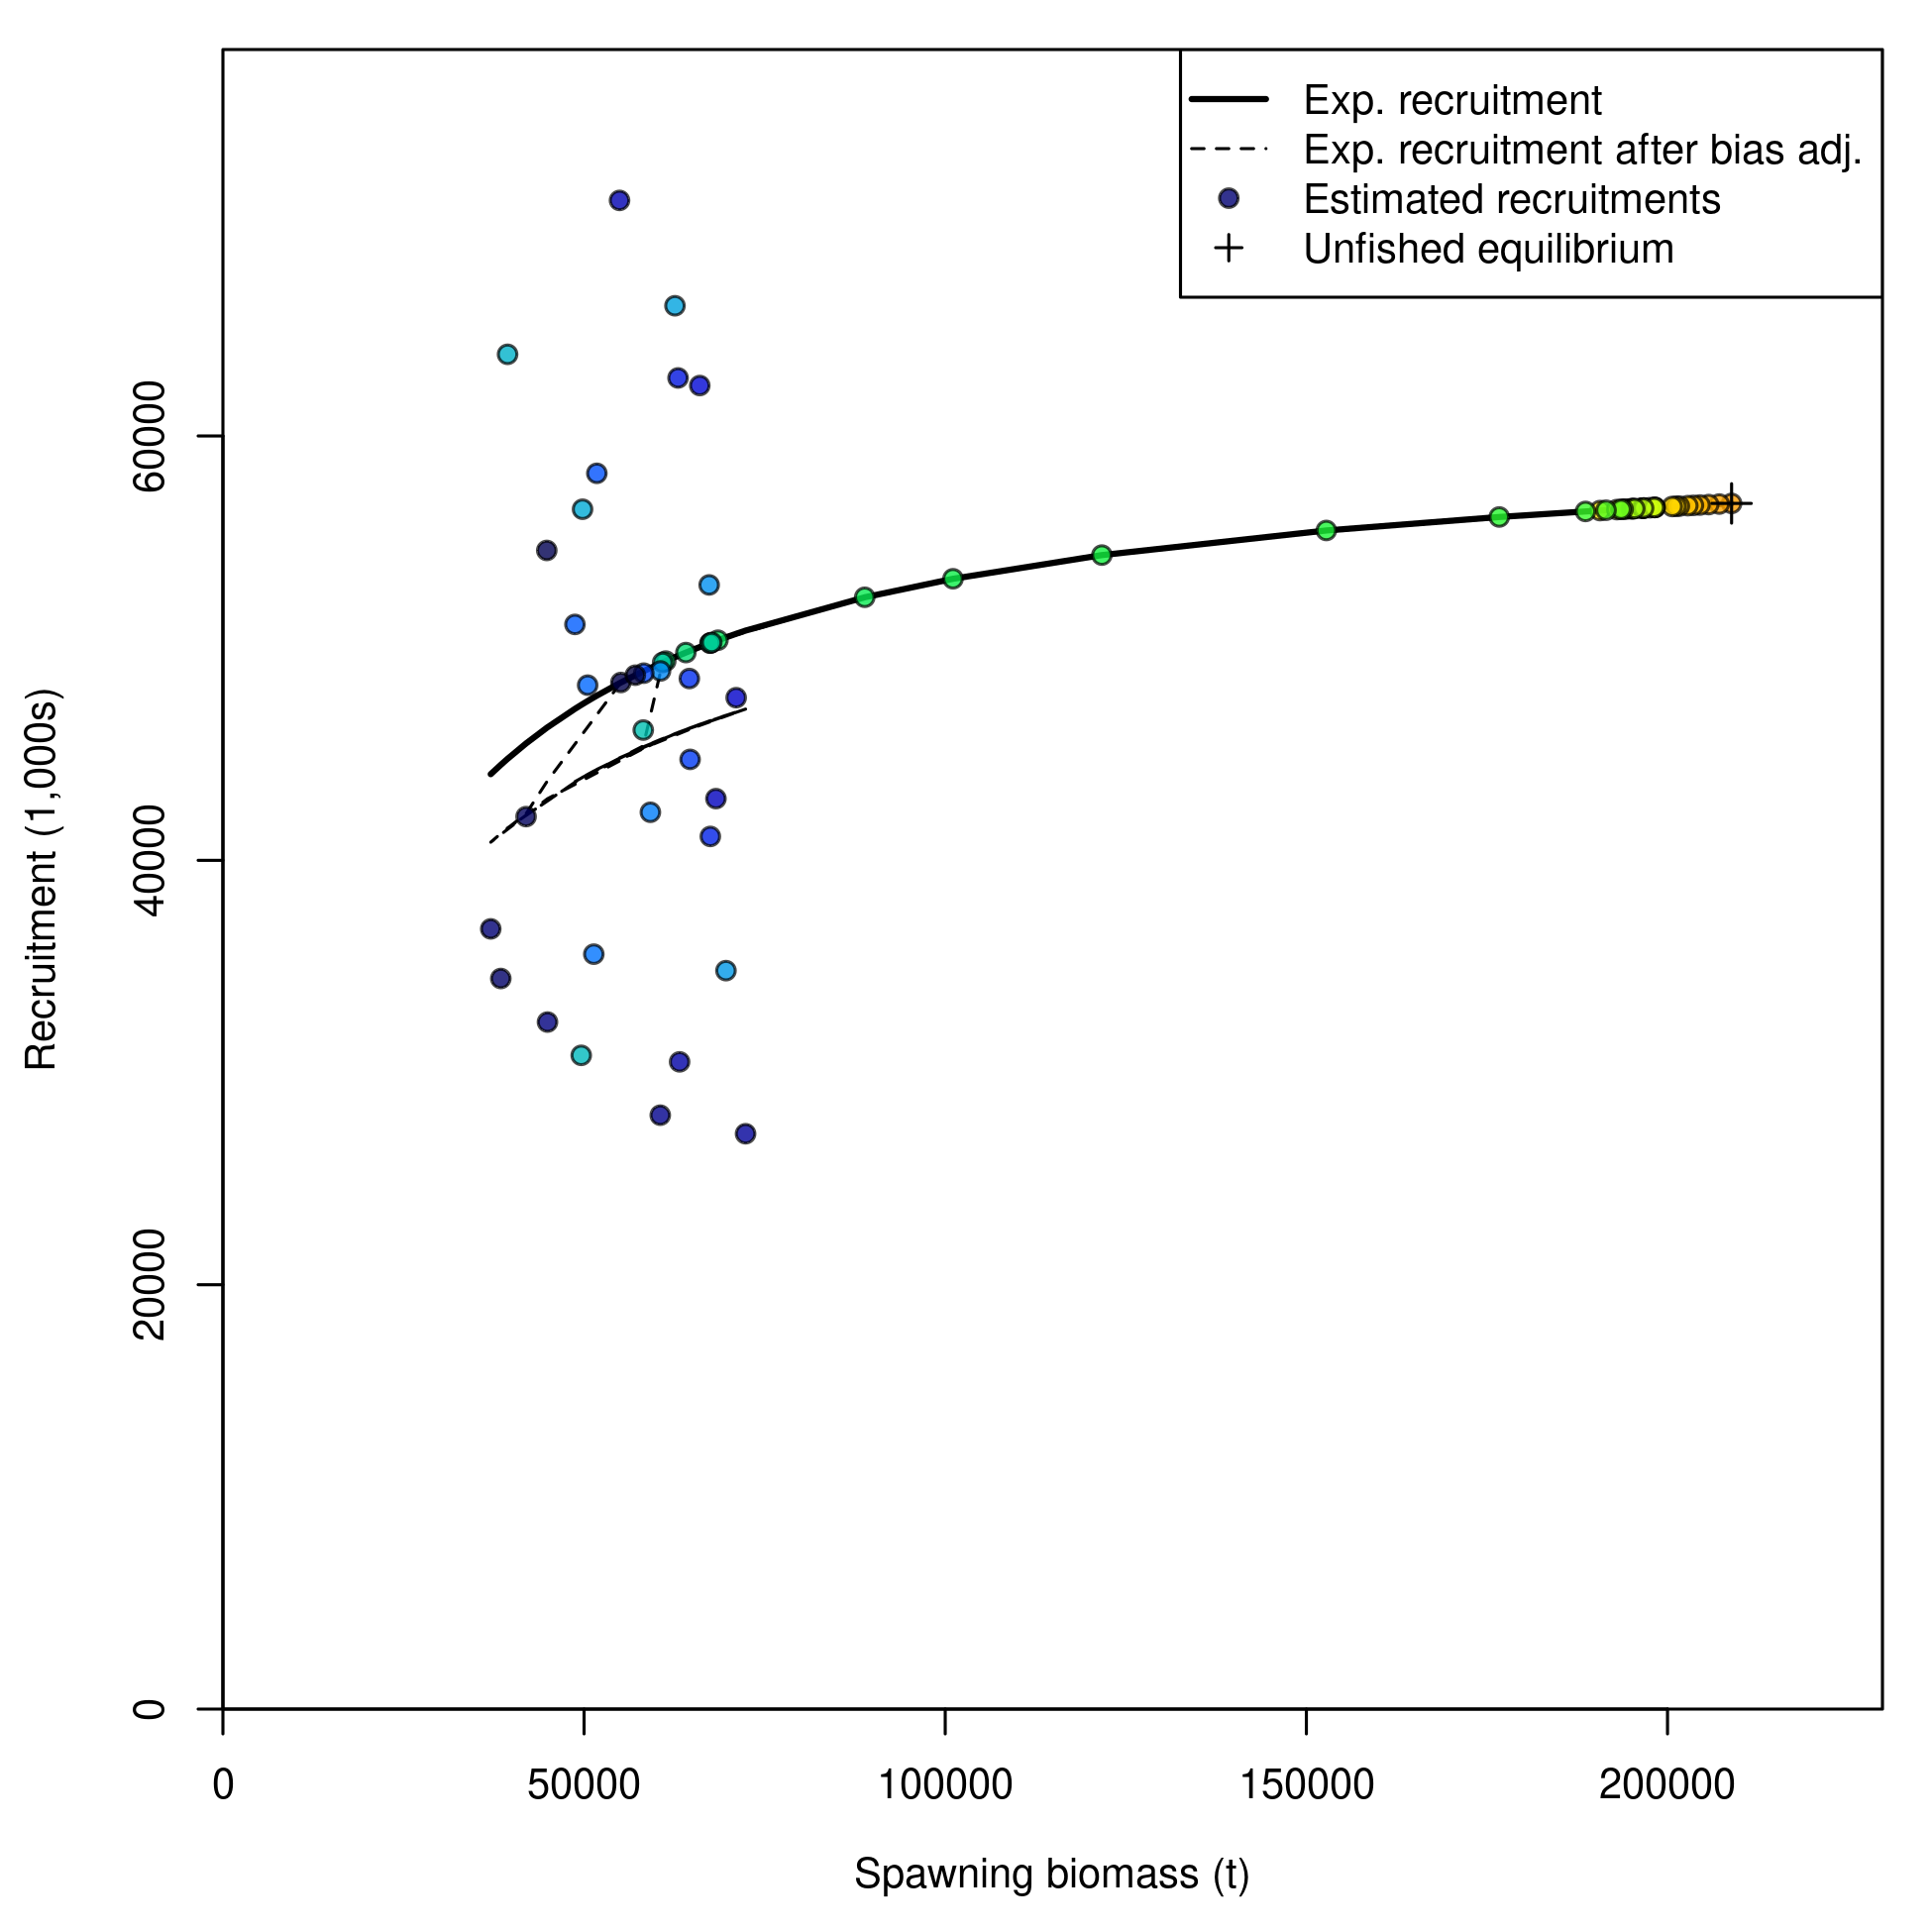 Exp. recruitment
Exp. recruitment after bias adj.
Estimated recruitments
Unfished equilibrium
Recruitment (1,000s)
60000
40000
20000
0
0 50000 100000 150000 200000
Spawning biomass (t)